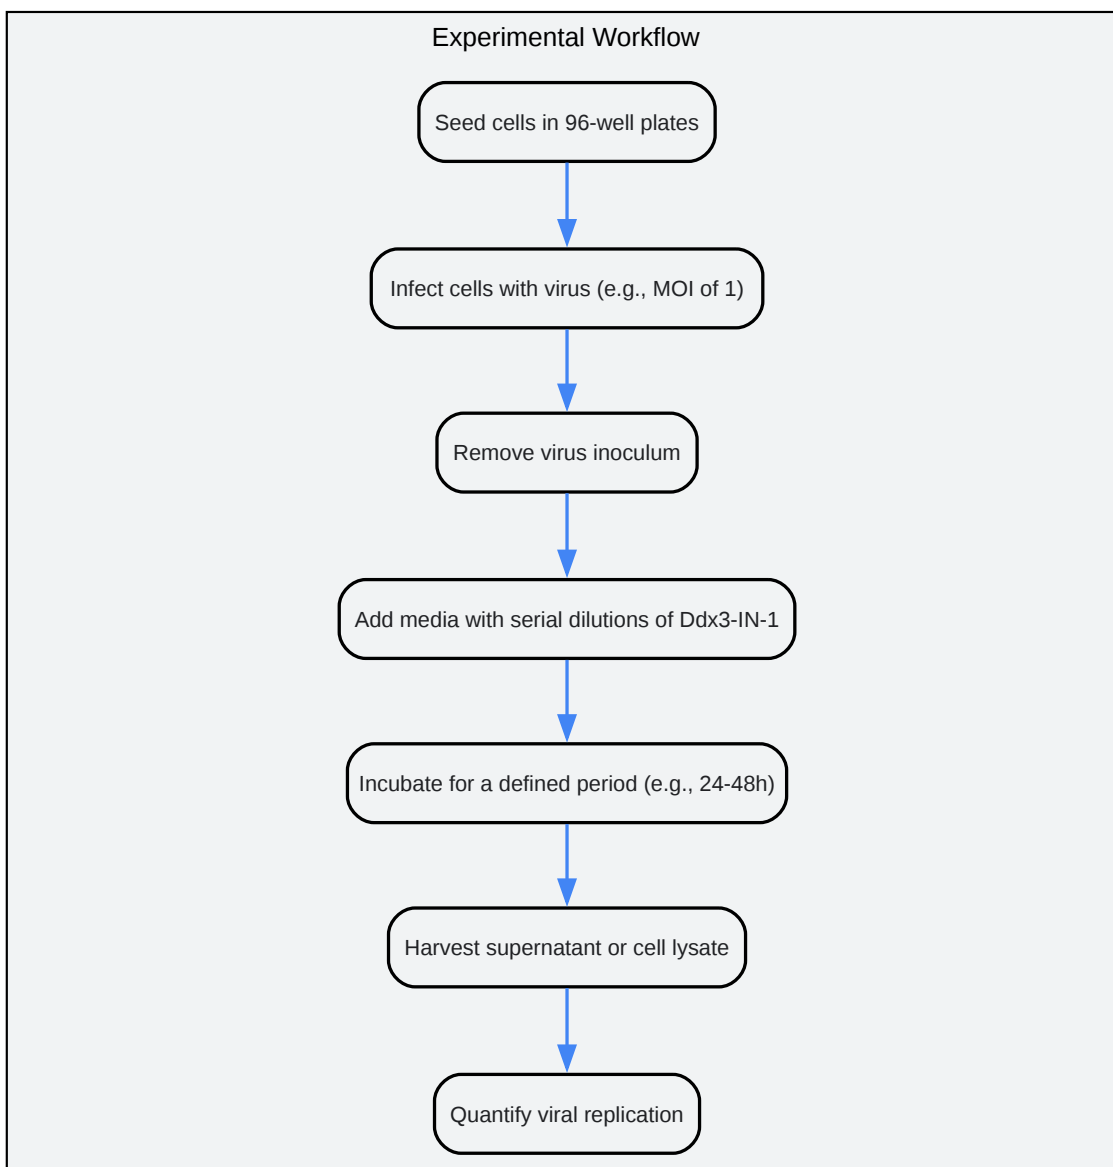 Experimental Workflow
Seed cells in 96-well plates
Infect cells with virus (e.g., MOI of 1)
Remove virus inoculum
Add media with serial dilutions of Ddx3-IN-1
Incubate for a defined period (e.g., 24-48h)
Harvest supernatant or cell lysate
Quantify viral replication